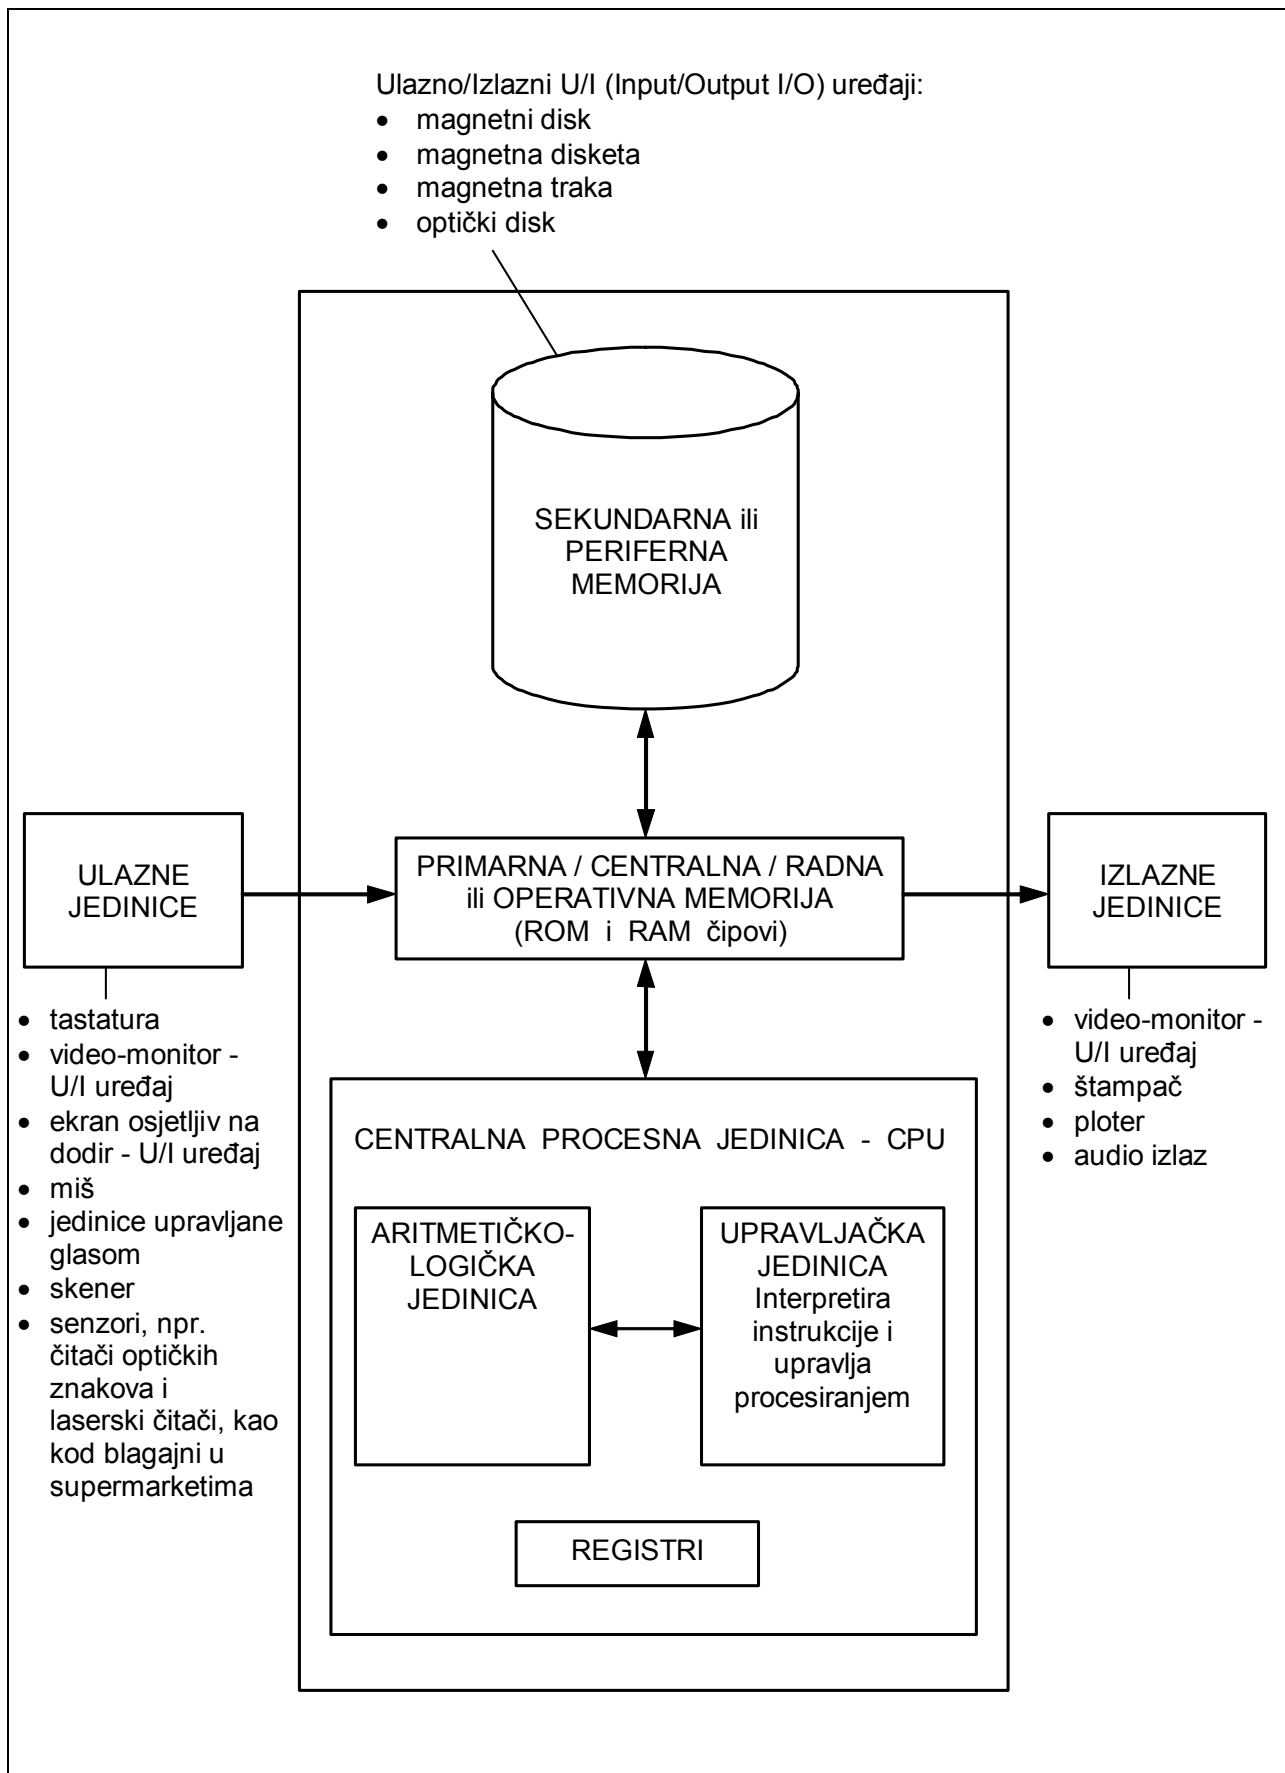 Ulazno/Izlazni U/I (Input/Output I/O) uređaji:
• magnetni disk
• magnetna disketa
• magnetna traka
• optički disk
SEKUNDARNA ili
PERIFERNA
MEMORIJA
ULAZNE
JEDINICE
PRIMARNA / CENTRALNA / RADNA
ili OPERATIVNA MEMORIJA
(ROM i RAM čipovi)
IZLAZNE
JEDINICE
• tastatura
• video-monitor -
U/I uređaj
• ekran osjetljiv na
dodir - U/I uređaj
• miš
• jedinice upravljane
glasom
• skener
• senzori, npr.
čitači optičkih
znakova i
laserski čitači, kao
kod blagajni u
supermarketima
• video-monitor -
U/I uređaj
• štampač
• ploter
• audio izlaz
CENTRALNA PROCESNA JEDINICA - CPU
ARITMETIČKO-
LOGIČKA
JEDINICA
UPRAVLJAČKA
JEDINICA
Interpretira
instrukcije i
upravlja
procesiranjem
REGISTRI